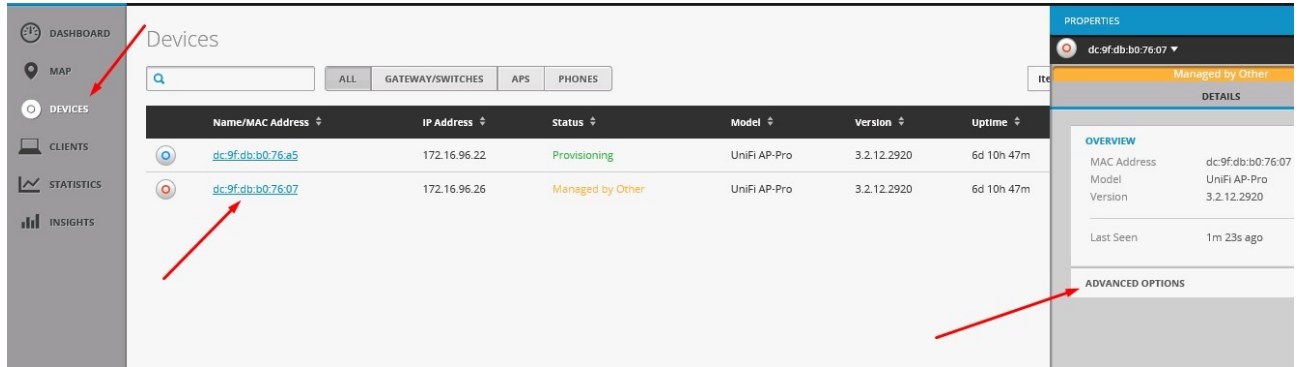 DASHBOARD
MAP
DEVICES
CLIENTS
STATISTICS
INSIGHTS
Devices
ALL GATEWAY/SWITCHES APS PHONES
Ite
Name/MAC Address IP Address Status Model Version Uptime
dc:9f:db:b0:76:a5 172.16.96.22 Provisioning UniFi AP-Pro 3.2.12.2920 6d 10h 47m
dc:9f:db:b0:76:07 172.16.96.26 Managed by Other UniFi AP-Pro 3.2.12.2920 6d 10h 47m
PROPERTIES
dc:9f:db:b0:76:07
Managed by Other
DETAILS
OVERVIEW
MAC Address dc:9f:db:b0:76:07
Model UniFi AP-Pro
Version 3.2.12.2920
Last Seen 1m 23s ago
ADVANCED OPTIONS